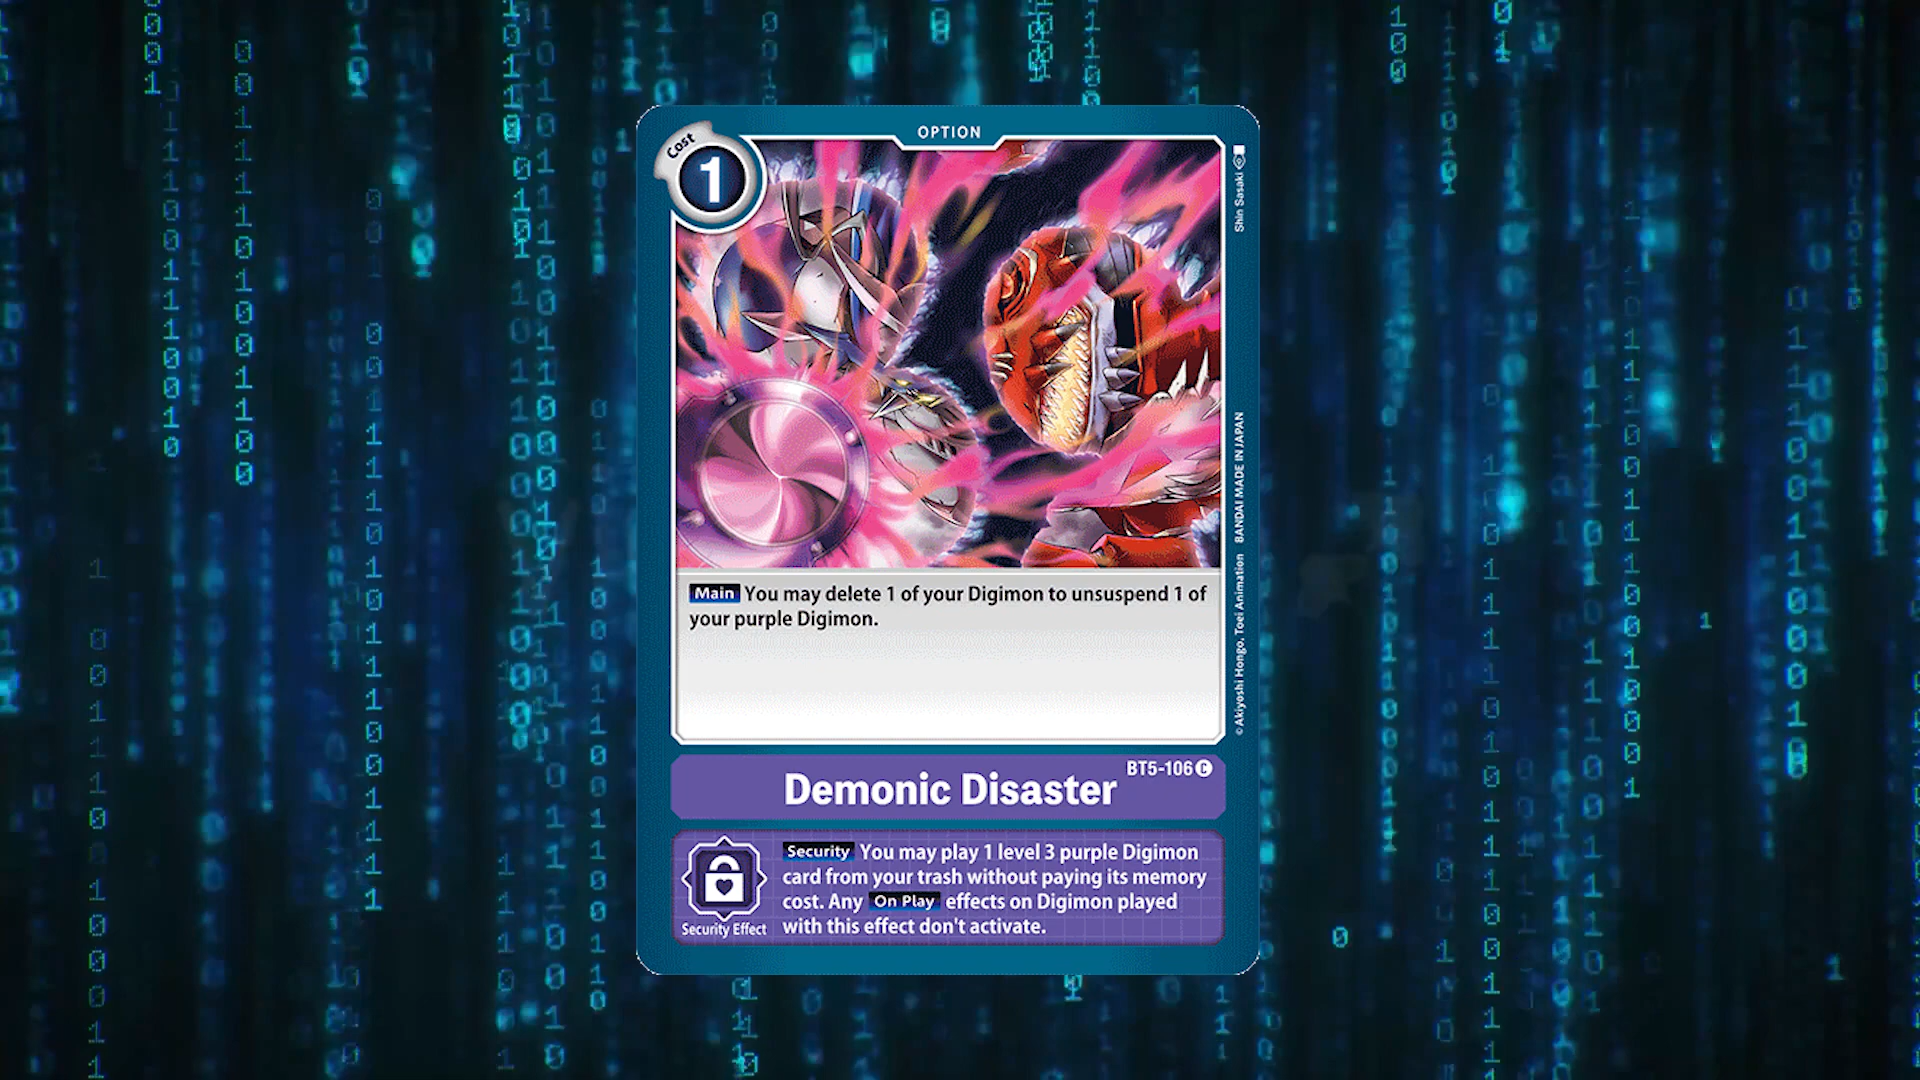 OPTION
Cost
1
Shin Sasaki
BANDAI MADE IN JAPAN
© Akiyoshi Hongo, Toei Animation
Main You may delete 1 of your Digimon to unsuspend 1 of
your purple Digimon.
BT5-106 C
Demonic Disaster
Security You may play 1 level 3 purple Digimon
card from your trash without paying its memory
cost. Any On Play effects on Digimon played
with this effect don't activate.
Security Effect